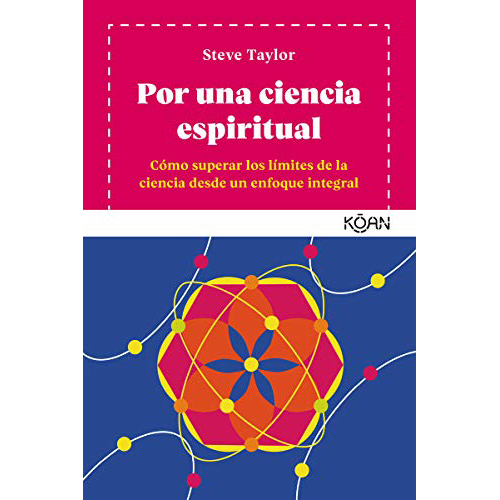 Steve Taylor
Por una ciencia
espiritual
Cómo superar los límites de la
ciencia desde un enfoque integral
KŌAN